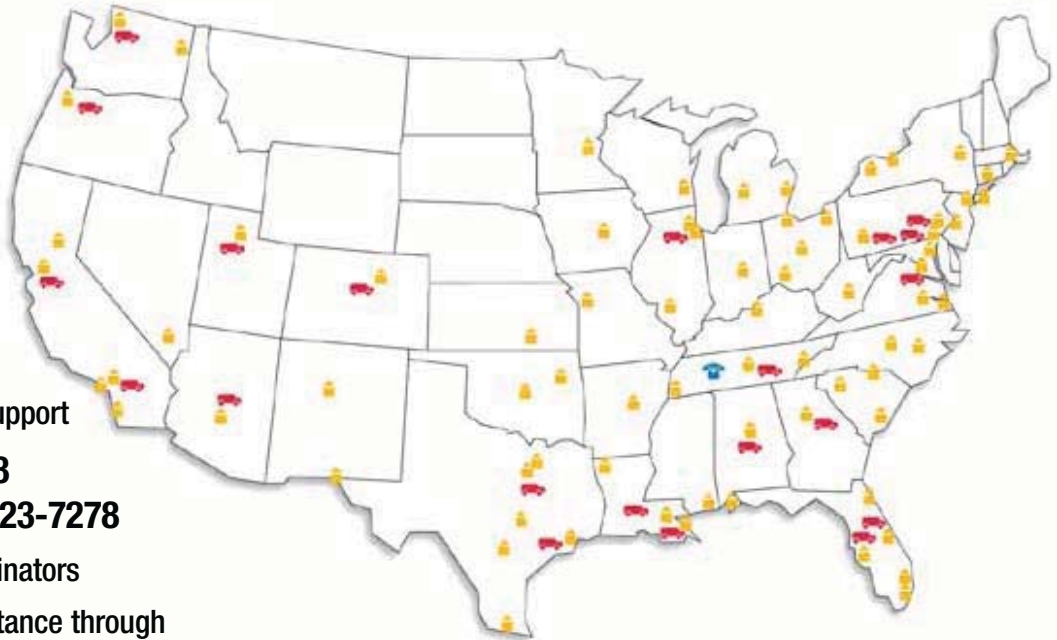 upport
3
23-7278
inators
tance through